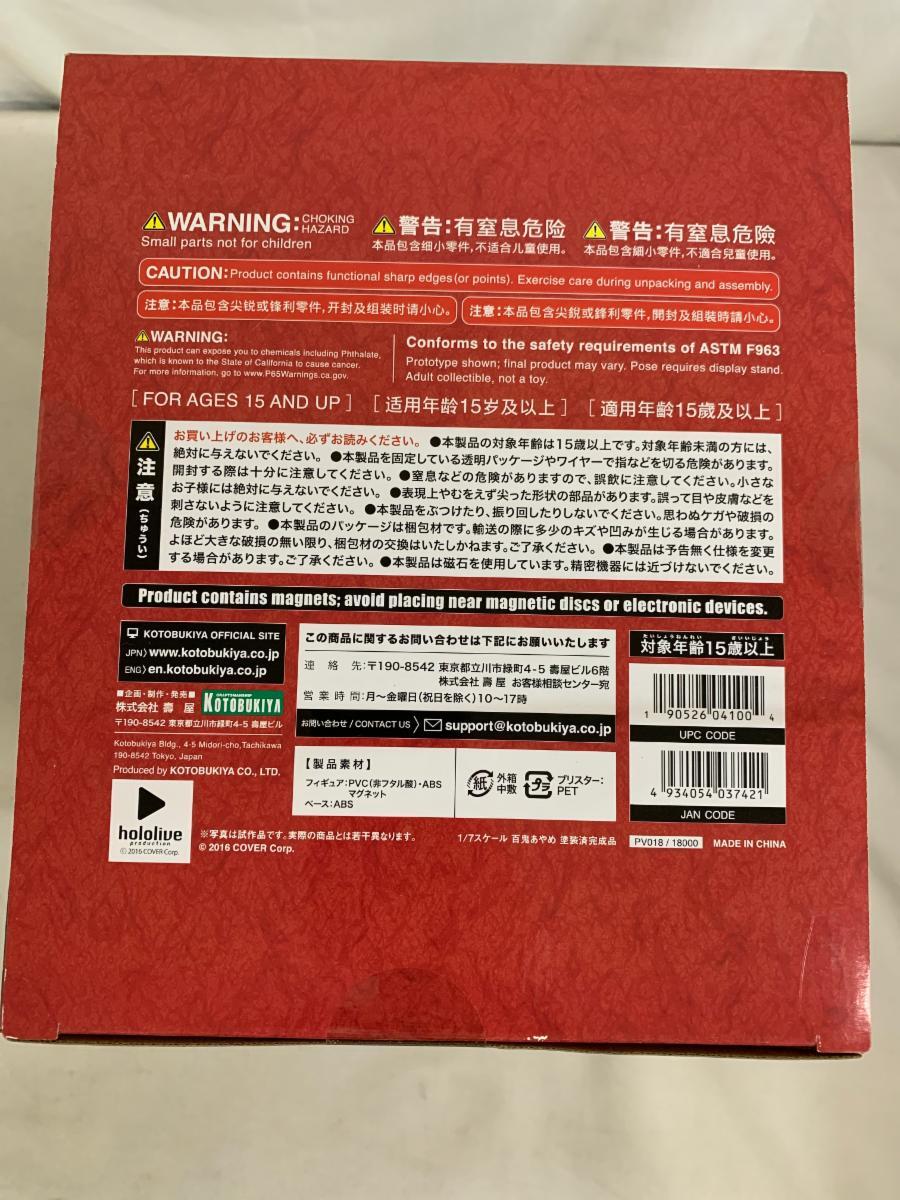 WARNING: CHOKING HAZARD
Small parts not for children
警告:有窒息危险
本品包含细小零件,不适合儿童使用。
警告:有窒息危險
本品包含細小零件,不適合兒童使用。
CAUTION: Product contains functional sharp edges (or points). Exercise care during unpacking and assembly.
注意:本品包含尖锐或锋利零件,开封及组装时请小心。
注意:本品包含尖銳或鋒利零件,開封及組裝時請小心。
WARNING:
This product can expose you to chemicals including Phthalate,
which is known to the State of California to cause cancer.
For more information, go to www.P65Warnings.ca.gov.
Conforms to the safety requirements of ASTM F963
Prototype shown; final product may vary. Pose requires display stand.
Adult collectible, not a toy.
[ FOR AGES 15 AND UP ] [ 适用年龄15岁及以上 ] [ 適用年齡15歲及以上 ]
注意(ちゅうい)
お買い上げのお客様へ、必ずお読みください。 ●本製品の対象年齢は15歳以上です。対象年齢未満の方には、
絶対に与えないでください。 ●本製品を固定している透明パッケージやワイヤーで指などを切る危険があります。
開封する際は十分に注意してください。 ●窒息などの危険がありますので、誤飲に注意してください。小さな
お子様には絶対に与えないでください。 ●表現上やむをえず尖った形状の部品があります。誤って目や皮膚などを
刺さないように注意してください。 ●本製品をぶつけたり、振り回したりしないでください。思わぬケガや破損の
危険があります。 ●本製品のパッケージは梱包材です。輸送の際に多少のキズや凹みが生じる場合があります。
よほど大きな破損の無い限り、梱包材の交換はいたしかねます。ご了承ください。 ●本製品は予告無く仕様を変更
する場合があります。ご了承ください。 ●本製品は磁石を使用しています。精密機器には近づけないでください。
Product contains magnets; avoid placing near magnetic discs or electronic devices.
KOTOBUKIYA OFFICIAL SITE
JPN〉www.kotobukiya.co.jp
ENG〉en.kotobukiya.co.jp
■企画・制作・発売■
株式会社 壽 屋
CRAFTSMANSHIP
KOTOBUKIYA
〒190-8542 東京都立川市緑町4-5 壽屋ビル
Kotobukiya Bldg., 4-5 Midori-cho,Tachikawa
190-8542 Tokyo, Japan
Produced by KOTOBUKIYA CO., LTD.
この商品に関するお問い合わせは下記にお願いいたします
連 絡 先:〒190-8542 東京都立川市緑町4-5 壽屋ビル6階
株式会社 壽 屋 お客様相談センター宛
営 業 時 間:月〜金曜日(祝日を除く)10〜17時
お問い合わせ / CONTACT US 〉 support@kotobukiya.co.jp
【製品素材】
フィギュア:PVC(非フタル酸)・ABS
マグネット
ベース:ABS
紙
外箱
中敷
プラ
ブリスター:
PET
たいしょうねんれい さいいじょう
対象年齢15歳以上
1 90526 04100 4
UPC CODE
4 934054 037421
JAN CODE
hololive
production
© 2016 COVER Corp.
※写真は試作品です。実際の商品とは若干異なります。
© 2016 COVER Corp.
1/7スケール 百鬼あやめ 塗装済完成品
PV018 / 18000
MADE IN CHINA